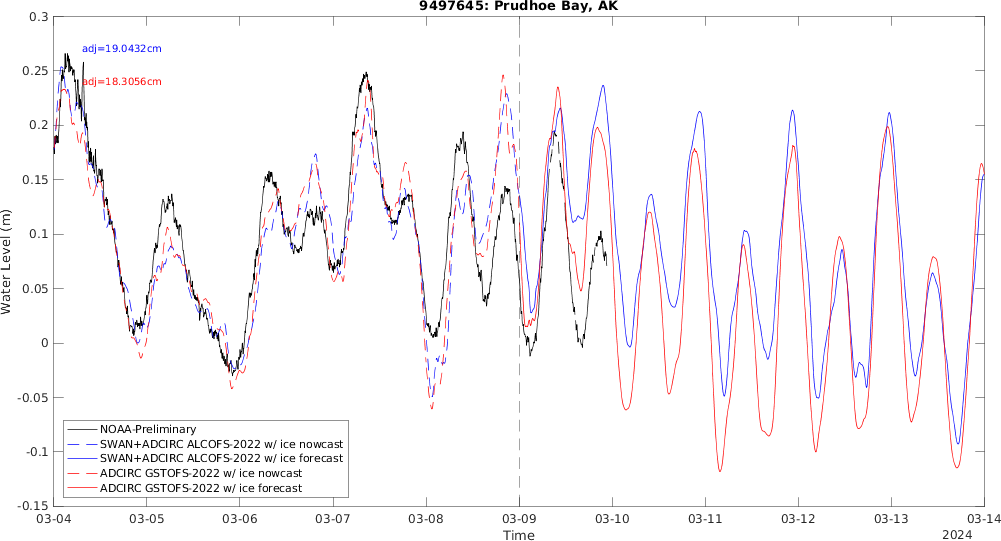 9497645: Prudhoe Bay, AK
0.3
0.25
0.2
0.15
0.1
0.05
0
-0.05
-0.1
-0.15
Water Level (m)
adj=19.0432cm
adj=18.3056cm
NOAA-Preliminary
SWAN+ADCIRC ALCOFS-2022 w/ ice nowcast
SWAN+ADCIRC ALCOFS-2022 w/ ice forecast
ADCIRC GSTOFS-2022 w/ ice nowcast
ADCIRC GSTOFS-2022 w/ ice forecast
03-04 03-05 03-06 03-07 03-08 03-09 03-10 03-11 03-12 03-13 03-14
Time
2024